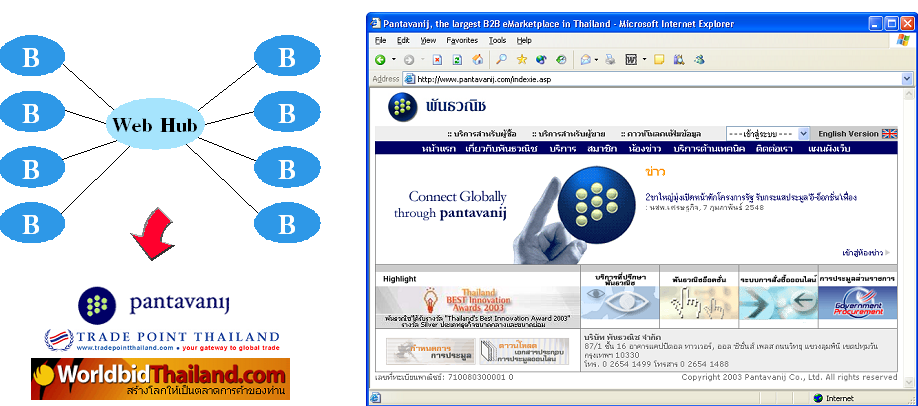 B
B
B
B
Web Hub
B
B
B
B
pantavanij
TRADE POINT THAILAND
www.tradepointthailand.com ● your gateway to global trade
WorldbidThailand.com
สร้างโลกให้เป็นตลาดการค้าของท่าน
Pantavanij, the largest B2B eMarketplace in Thailand - Microsoft Internet Explorer
File Edit View Favorites Tools Help
Address http://www.pantavanij.com/indexie.asp
พันธวณิช
:: บริการสำหรับผู้ซื้อ :: บริการสำหรับผู้ขาย :: ดาวน์โหลดแฟ้มข้อมูล ---เข้าสู่ระบบ--- English Version
หน้าแรก เกี่ยวกับพันธวณิช บริการ สมาชิก ห้องข่าว บริการด้านเทคนิค ติดต่อเรา แผนผังเว็บ
Connect Globally
through pantavanij
ข่าว
2ขาใหญ่มุ่งเปิดหน้าตักโครงการรัฐ รับกระแสประมูล'อี-อ็อกชั่น'เฟื่อง
: นสพ.เศรษฐกิจ, 7 กุมภาพันธ์ 2548
เข้าสู่ห้องข่าว
Highlight
Thailand
BEST Innovation
Awards 2003
พันธวณิชได้รับรางวัล "Thailand's Best Innovation Award 2003"
รางวัล Silver ประเภทธุรกิจขนาดกลางและขนาดย่อม
บริการที่ปรึกษา
พันธวณิช
พันธวณิชอ็อคชั่น
ระบบการสั่งซื้อออนไลน์
การประมูลส่วนราชการ
Government
Procurement
กำหนดการ
การประมูล
ดาวน์โหลด
เอกสารประกอบ
การประมูลออนไลน์
บริษัท พันธวณิช จำกัด
87/1 ชั้น 16 อาคารแคปปิตอล ทาวเวอร์, ออล ซีซั่นส์ เพลส ถนนวิทยุ แขวงลุมพินี เขตปทุมวัน
กรุงเทพฯ 10330
โทร. 0 2654 1499 โทรสาร 0 2654 1488
เลขที่ทะเบียนพาณิชย์: 710080300001 0
Copyright 2003 Pantavanij Co., Ltd. All rights reserved
Internet